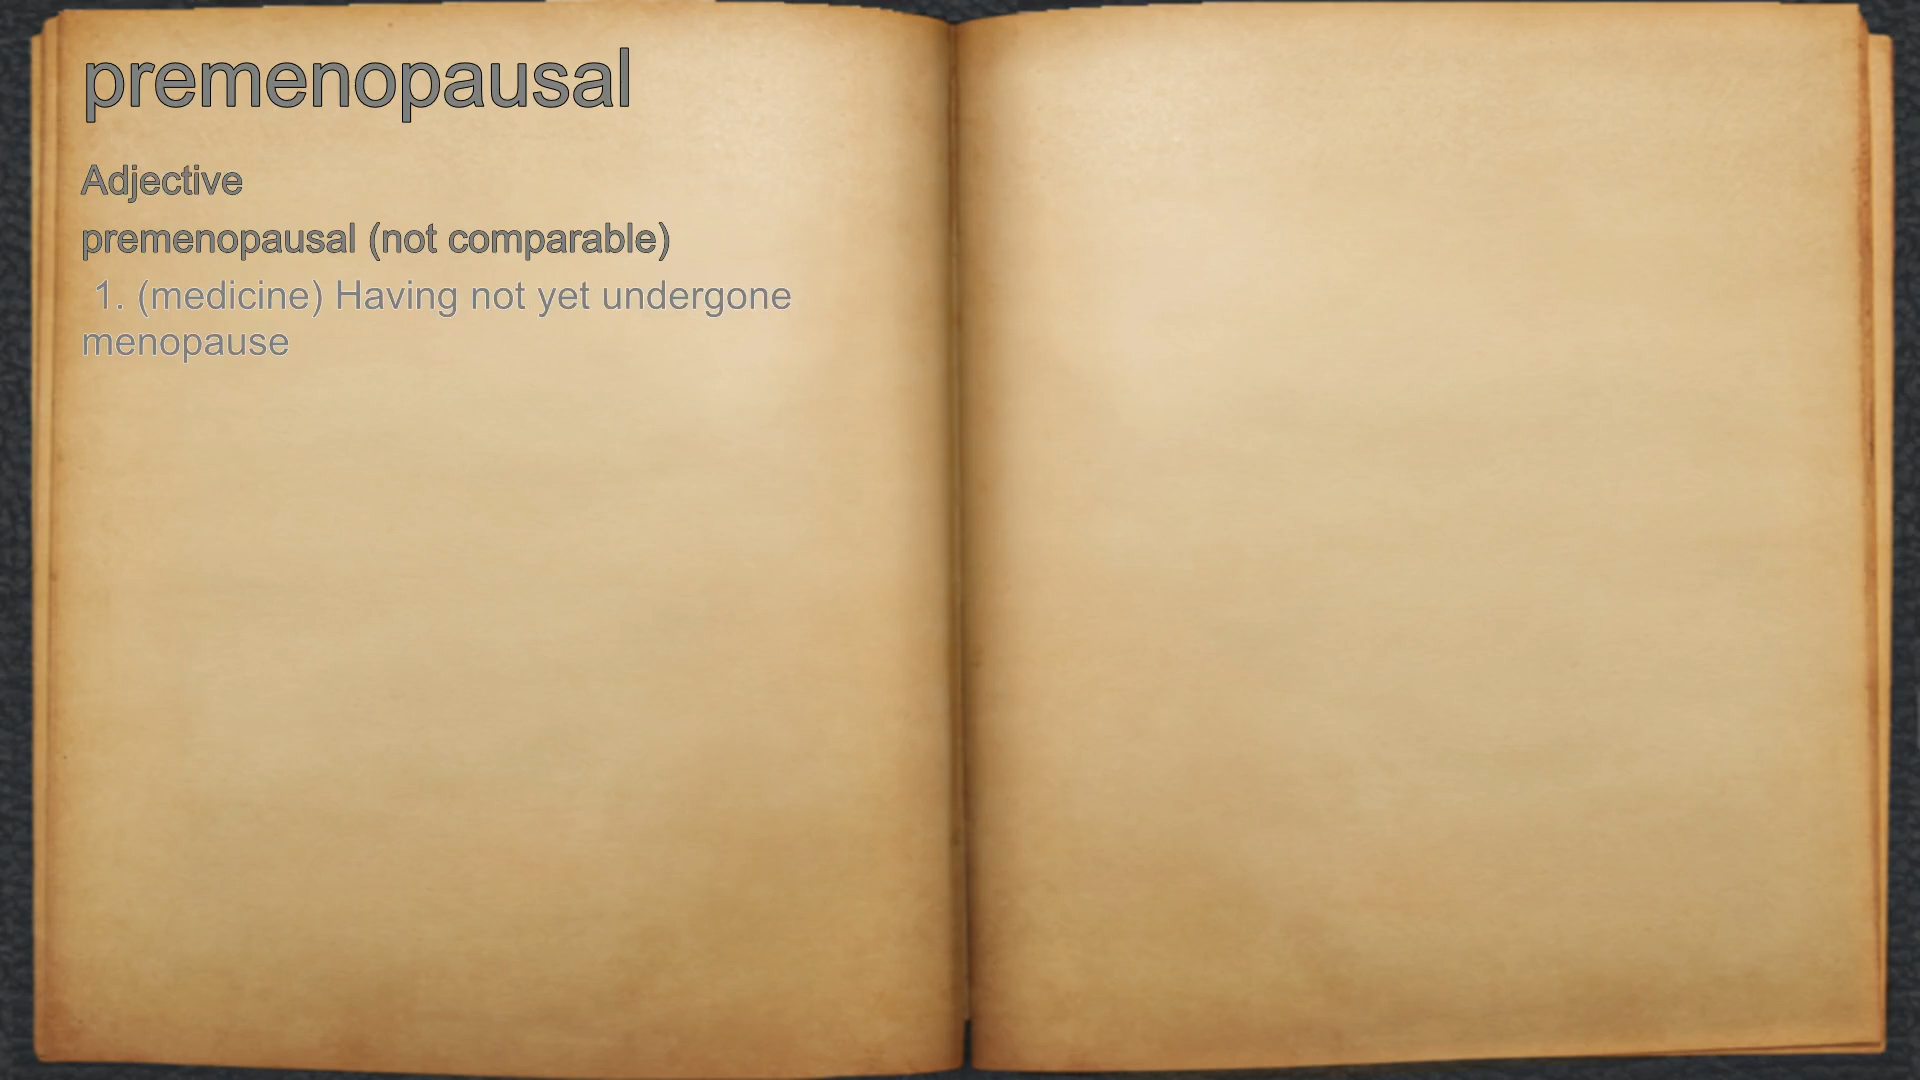 premenopausal
Adjective
premenopausal (not comparable)
1. (medicine) Having not yet undergone
menopause